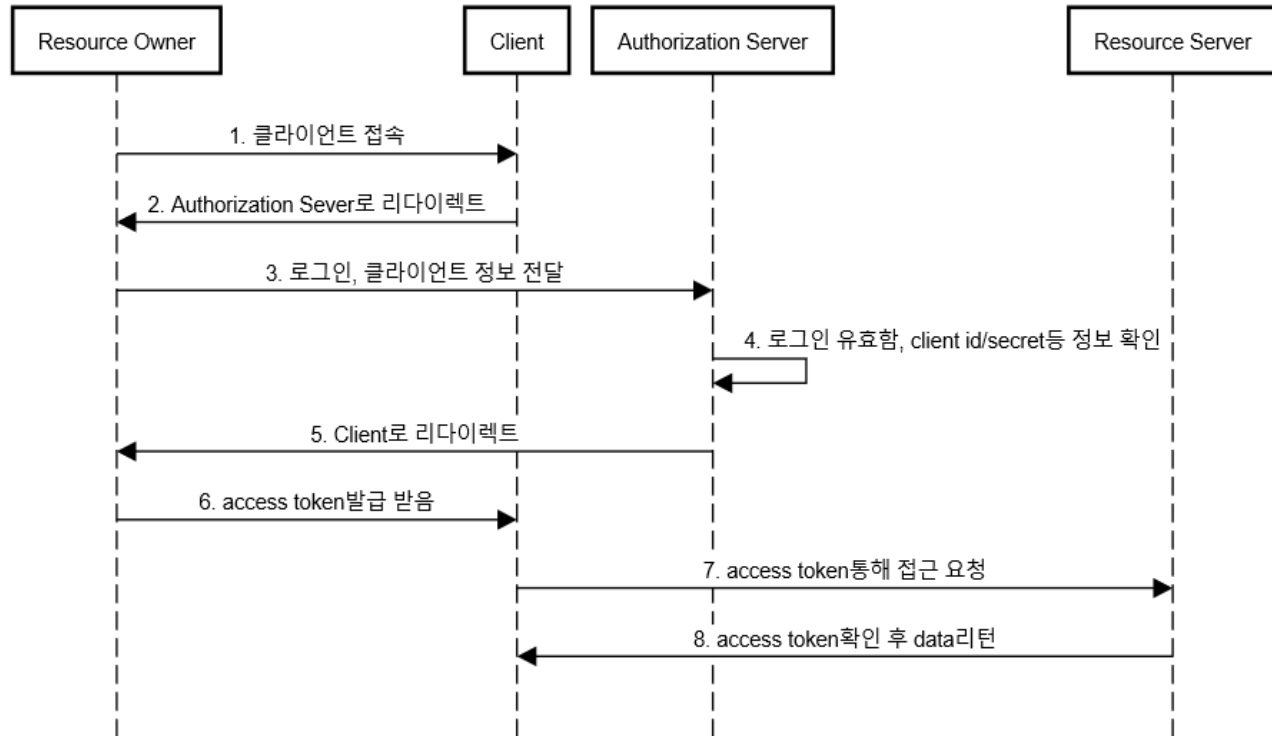 Resource Owner
Client
Authorization Server
Resource Server
1. 클라이언트 접속
2. Authorization Sever로 리다이렉트
3. 로그인, 클라이언트 정보 전달
4. 로그인 유효함, client id/secret등 정보 확인
5. Client로 리다이렉트
6. access token발급 받음
7. access token통해 접근 요청
8. access token확인 후 data리턴